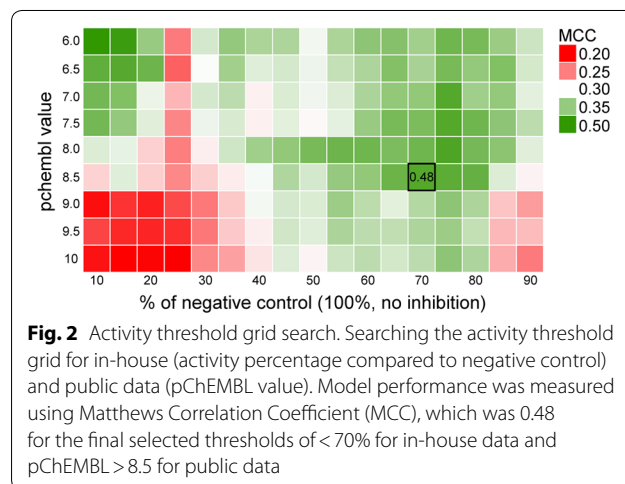 MCC
0.20
0.25
0.30
0.35
0.50
pchembl value
6.0
6.5
7.0
7.5
8.0
8.5
9.0
9.5
10
0.48
10 20 30 40 50 60 70 80 90
% of negative control (100%, no inhibition)
Fig. 2 Activity threshold grid search. Searching the activity threshold
grid for in-house (activity percentage compared to negative control)
and public data (pChEMBL value). Model performance was measured
using Matthews Correlation Coefficient (MCC), which was 0.48
for the final selected thresholds of < 70% for in-house data and
pChEMBL > 8.5 for public data